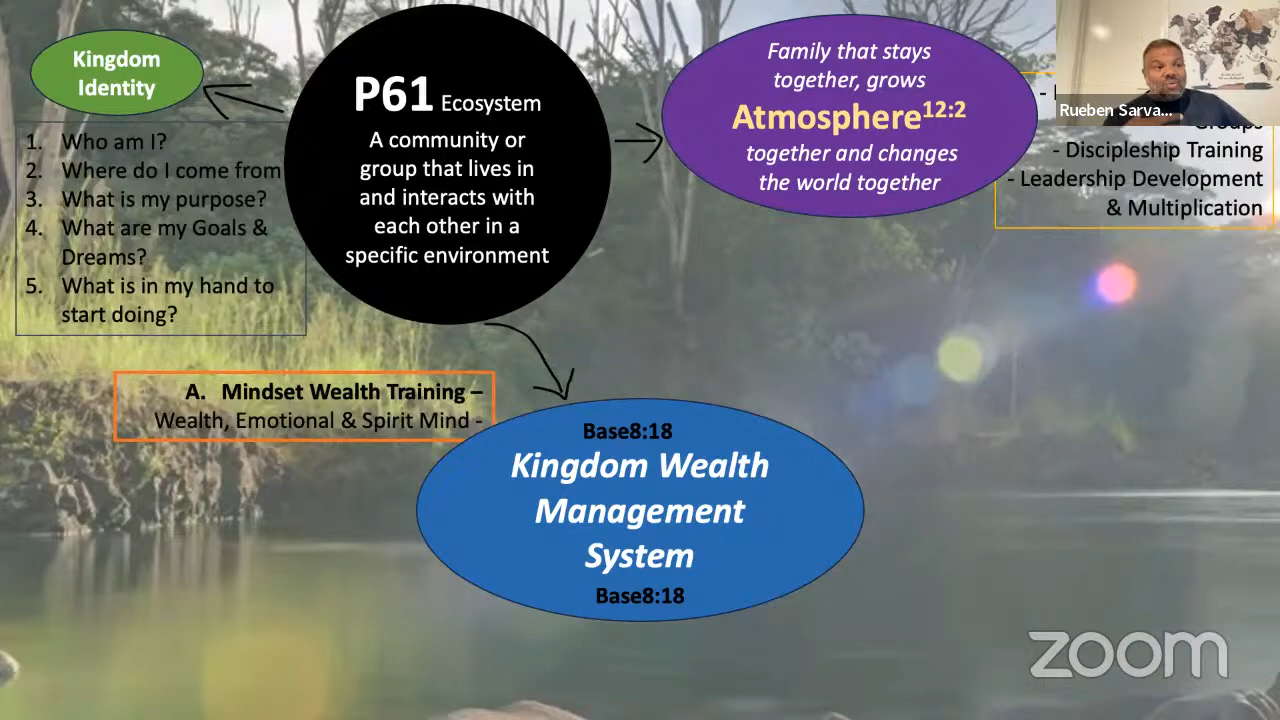 Kingdom
Identity
1. Who am I?
2. Where do I come from
3. What is my purpose?
4. What are my Goals &
Dreams?
5. What is in my hand to
start doing?
P61 Ecosystem
A community or
group that lives in
and interacts with
each other in a
specific environment
Family that stays
together, grows
Atmosphere12:2
together and changes
the world together
Rueben Sarva...
Groups
- Discipleship Training
- Leadership Development
& Multiplication
A. Mindset Wealth Training –
Wealth, Emotional & Spirit Mind -
Base8:18
Kingdom Wealth
Management
System
Base8:18
zoom